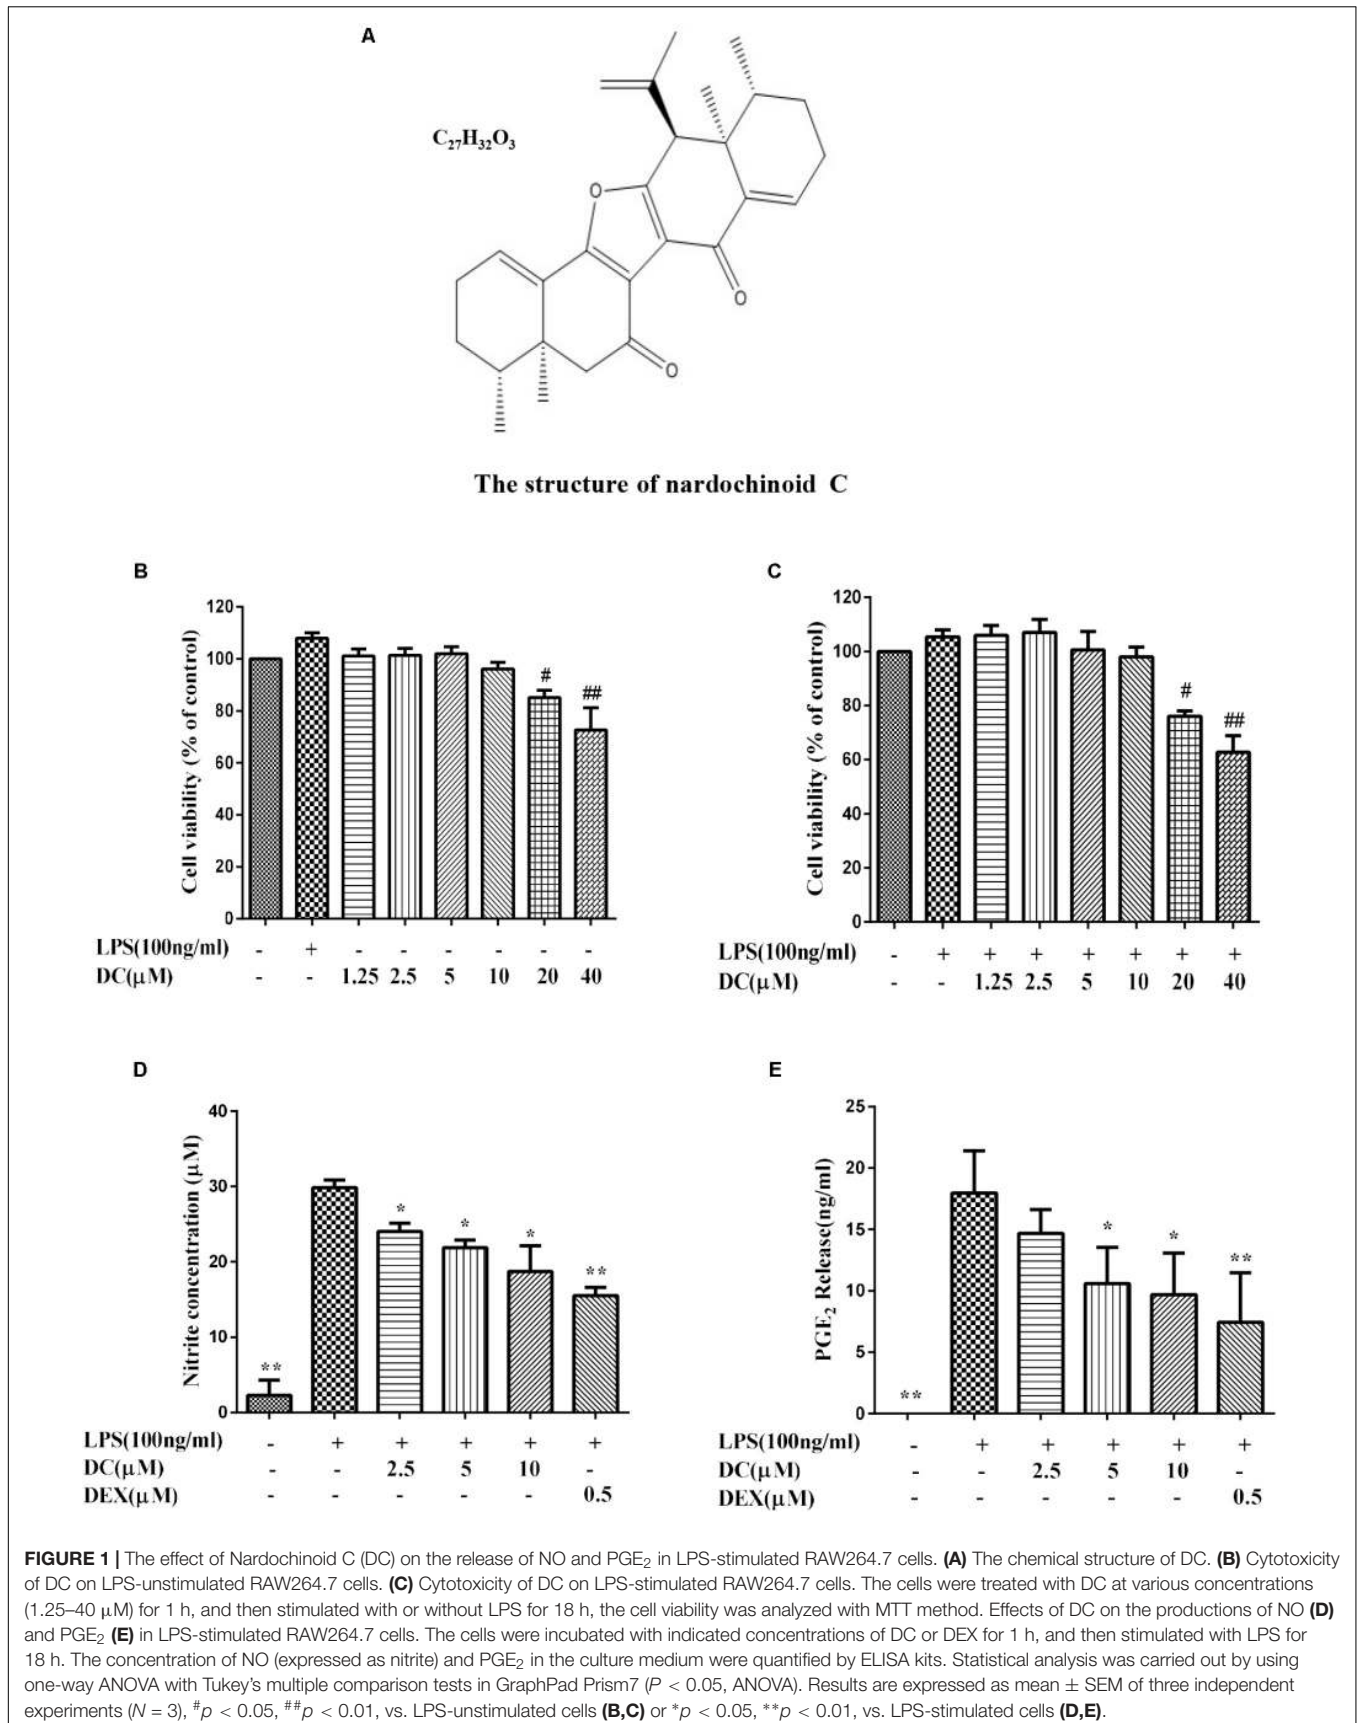 A
C27H32O3
O
O
O
The structure of nardochinoid C
B
Cell viability (% of control)
120
100
80
60
40
20
0
#
##
LPS(100ng/ml) - + - - - - - -
DC(μM) - - 1.25 2.5 5 10 20 40
C
Cell viability (% of control)
120
100
80
60
40
20
0
#
##
LPS(100ng/ml) - + + + + + + +
DC(μM) - - 1.25 2.5 5 10 20 40
D
Nitrite concentration (μM)
40
30
20
10
0
** * * * **
LPS(100ng/ml) - + + + + +
DC(μM) - - 2.5 5 10 -
DEX(μM) - - - - - 0.5
E
PGE2 Release(ng/ml)
25
20
15
10
5
0
** * * **
LPS(100ng/ml) - + + + + +
DC(μM) - - 2.5 5 10 -
DEX(μM) - - - - - 0.5
FIGURE 1 | The effect of Nardochinoid C (DC) on the release of NO and PGE2 in LPS-stimulated RAW264.7 cells. (A) The chemical structure of DC. (B) Cytotoxicity
of DC on LPS-unstimulated RAW264.7 cells. (C) Cytotoxicity of DC on LPS-stimulated RAW264.7 cells. The cells were treated with DC at various concentrations
(1.25–40 μM) for 1 h, and then stimulated with or without LPS for 18 h, the cell viability was analyzed with MTT method. Effects of DC on the productions of NO (D)
and PGE2 (E) in LPS-stimulated RAW264.7 cells. The cells were incubated with indicated concentrations of DC or DEX for 1 h, and then stimulated with LPS for
18 h. The concentration of NO (expressed as nitrite) and PGE2 in the culture medium were quantified by ELISA kits. Statistical analysis was carried out by using
one-way ANOVA with Tukey's multiple comparison tests in GraphPad Prism7 (P < 0.05, ANOVA). Results are expressed as mean ± SEM of three independent
experiments (N = 3), #p < 0.05, ##p < 0.01, vs. LPS-unstimulated cells (B,C) or *p < 0.05, **p < 0.01, vs. LPS-stimulated cells (D,E).